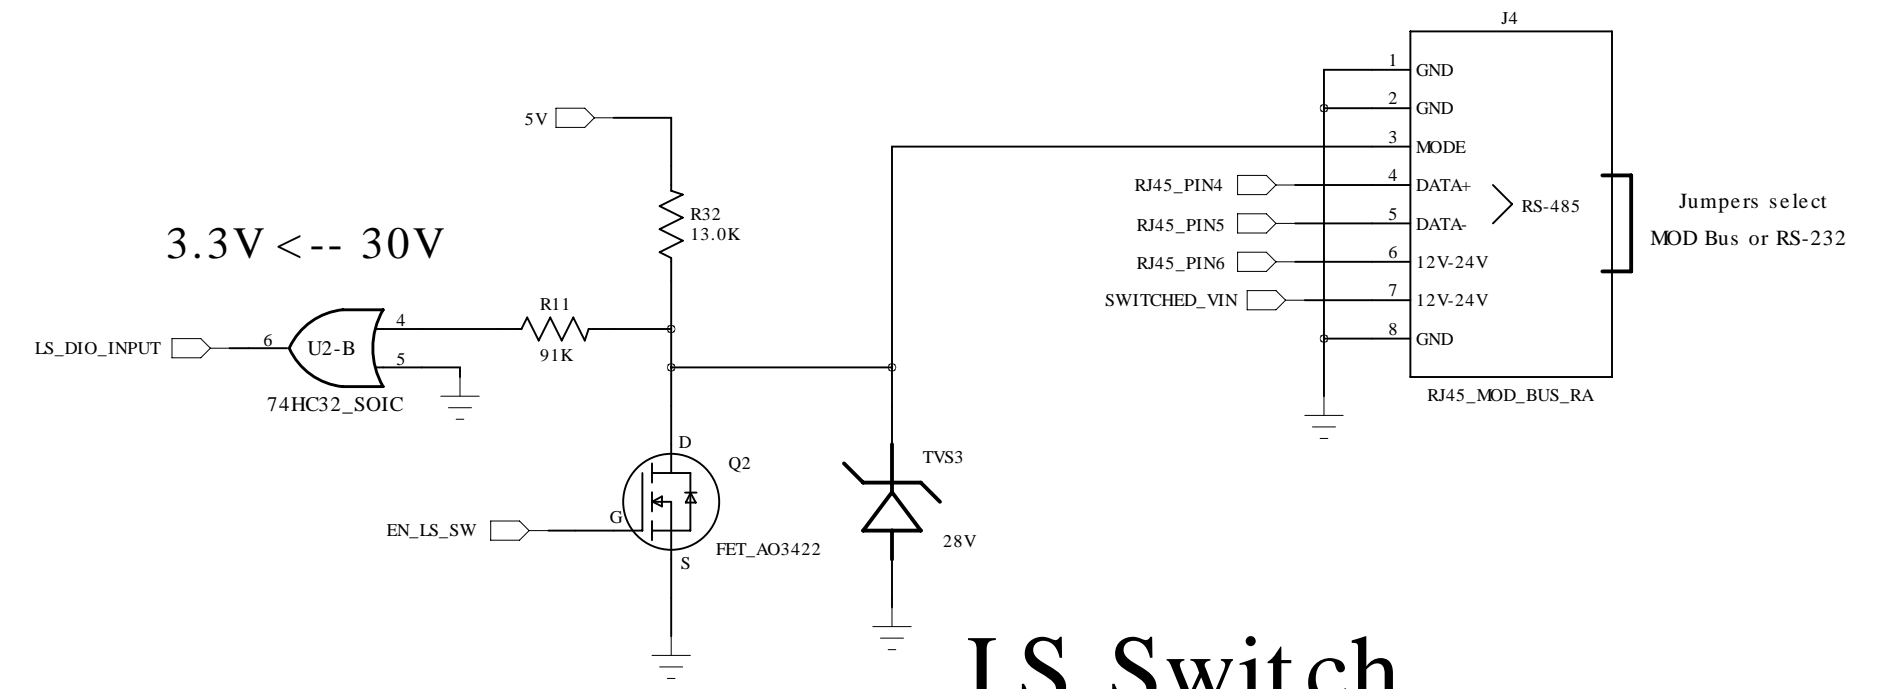 J4
1 GND
2 GND
3 MODE
4 DATA+
5 DATA-
6 12V-24V
7 12V-24V
8 GND
RS-485
RJ45_MOD_BUS_RA
Jumpers select
MOD Bus or RS-232
RJ45_PIN4
RJ45_PIN5
RJ45_PIN6
SWITCHED_VIN
5V
R32
13.0K
3.3V <-- 30V
R11
91K
LS_DIO_INPUT
6
U2-B
4
5
74HC32_SOIC
D
Q2
G
EN_LS_SW
FET_AO3422
S
TVS3
28V
LS Switch